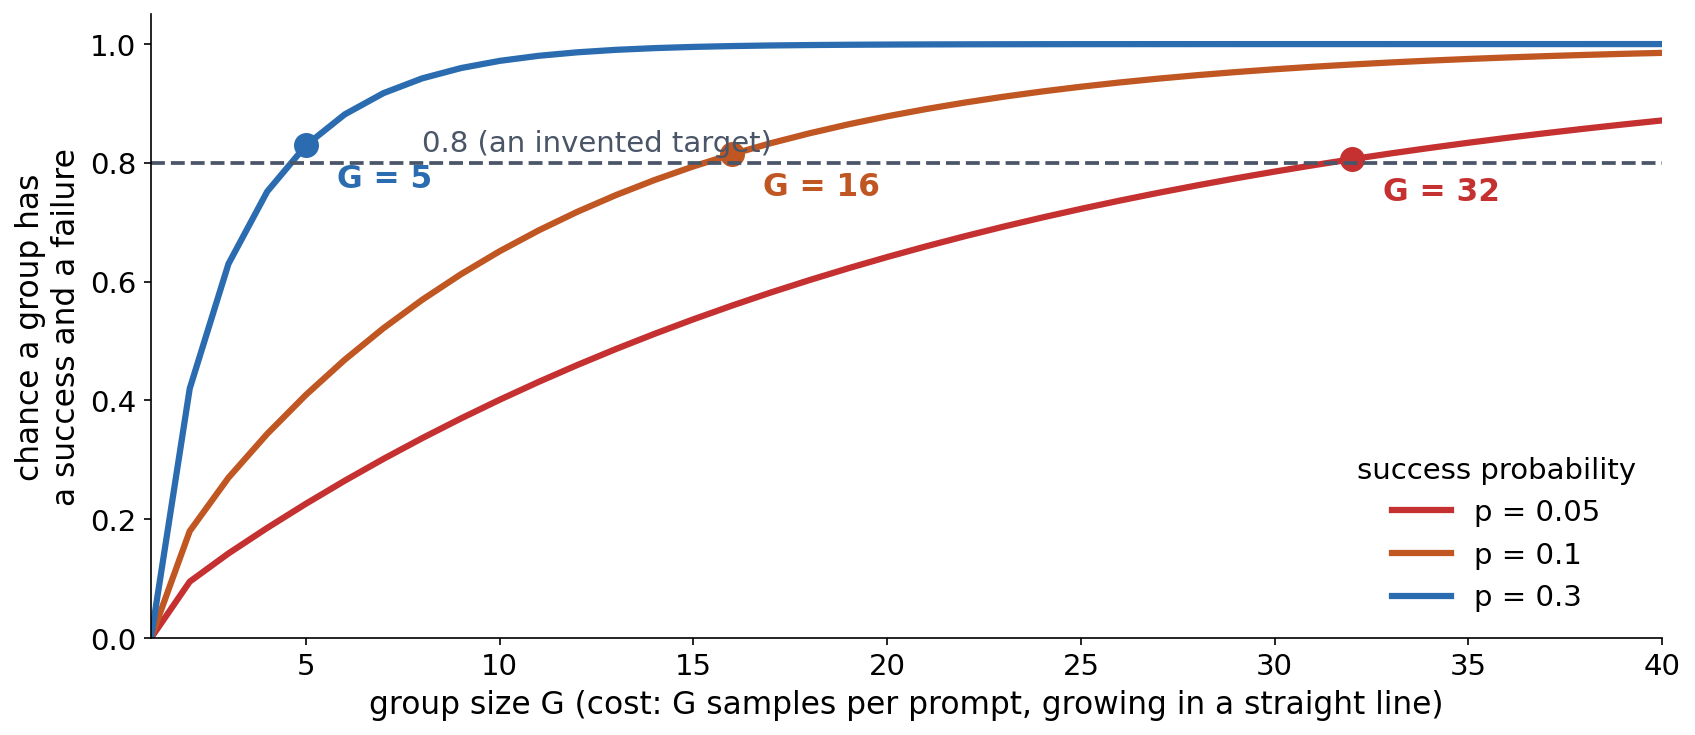 chance a group has
a success and a failure
1.0
0.8
0.6
0.4
0.2
0.0
0.8 (an invented target)
G = 5
G = 16
G = 32
success probability
p = 0.05
p = 0.1
p = 0.3
5
10
15
20
25
30
35
40
group size G (cost: G samples per prompt, growing in a straight line)